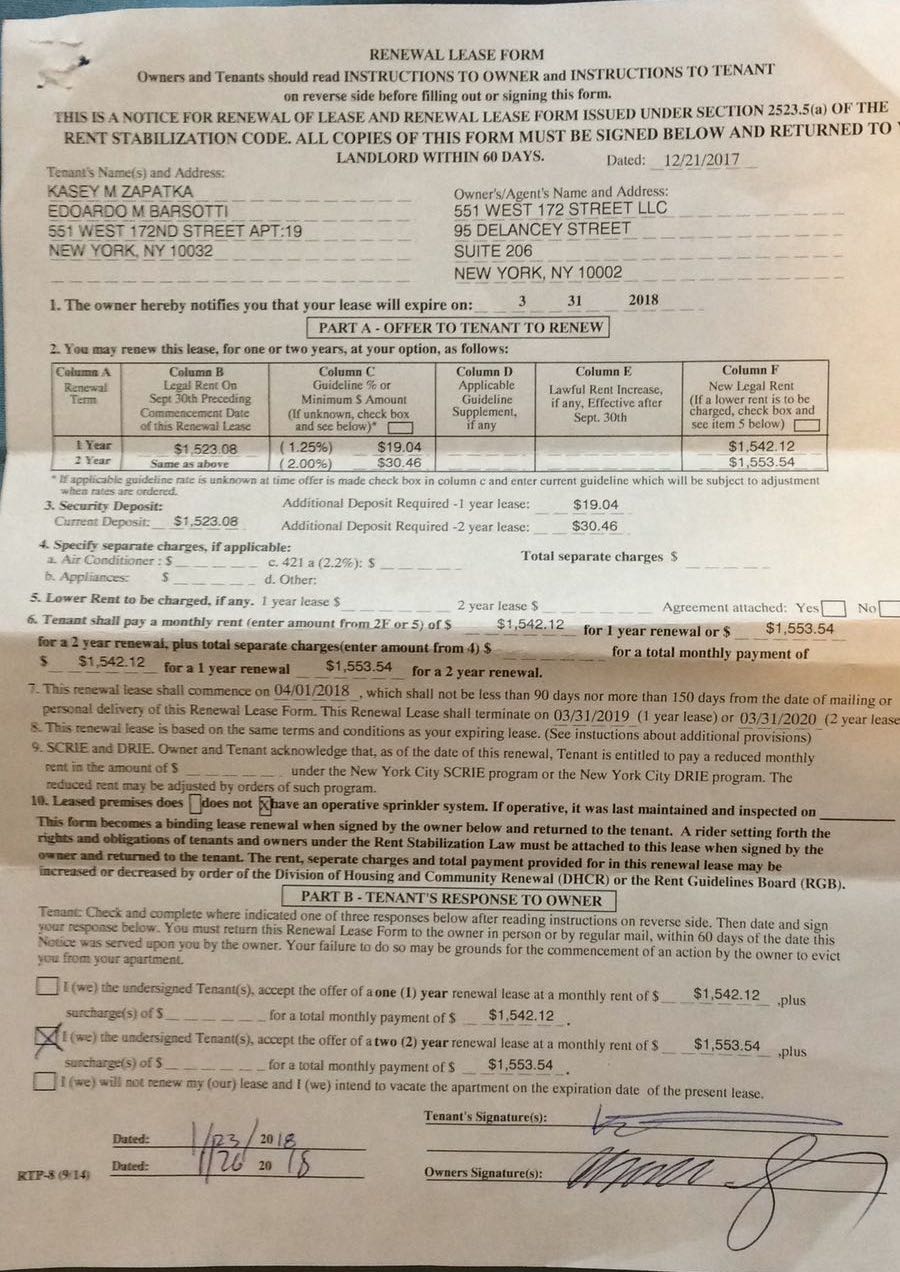 RENEWAL LEASE FORM
Owners and Tenants should read INSTRUCTIONS TO OWNER and INSTRUCTIONS TO TENANT
on reverse side before filling out or signing this form.
THIS IS A NOTICE FOR RENEWAL OF LEASE AND RENEWAL LEASE FORM ISSUED UNDER SECTION 2523.5(a) OF THE
RENT STABILIZATION CODE. ALL COPIES OF THIS FORM MUST BE SIGNED BELOW AND RETURNED TO
LANDLORD WITHIN 60 DAYS.
Dated: 12/21/2017
Tenant's Name(s) and Address:
KASEY M ZAPATKA
EDOARDO M BARSOTTI
551 WEST 172ND STREET APT:19
NEW YORK, NY 10032
Owner's/Agent's Name and Address:
551 WEST 172 STREET LLC
95 DELANCEY STREET
SUITE 206
NEW YORK, NY 10002
1. The owner hereby notifies you that your lease will expire on: 3 31 2018
PART A - OFFER TO TENANT TO RENEW
2. You may renew this lease, for one or two years, at your option, as follows:
Column A
Renewal
Term
Column B
Legal Rent On
Sept 30th Preceding
Commencement Date
of this Renewal Lease
Column C
Guideline % or
Minimum $ Amount
(If unknown, check box
and see below)*
Column D
Applicable
Guideline
Supplement,
if any
Column E
Lawful Rent Increase,
if any, Effective after
Sept. 30th
Column F
New Legal Rent
(If a lower rent is to be
charged, check box and
see item 5 below)
1 Year $1,523.08 (1.25%) $19.04 $1,542.12
2 Year Same as above (2.00%) $30.46 $1,553.54
* If applicable guideline rate is unknown at time offer is made check box in column c and enter current guideline which will be subject to adjustment
when rates are ordered.
3. Security Deposit: Additional Deposit Required -1 year lease: $19.04
Current Deposit: $1,523.08 Additional Deposit Required -2 year lease: $30.46
4. Specify separate charges, if applicable:
a. Air Conditioner : $ c. 421 a (2.2%): $ Total separate charges $
b. Appliances: $ d. Other:
5. Lower Rent to be charged, if any. 1 year lease $ 2 year lease $ Agreement attached: Yes No
6. Tenant shall pay a monthly rent (enter amount from 2F or 5) of $ $1,542.12 for 1 year renewal or $ $1,553.54
for a 2 year renewal, plus total separate charges(enter amount from 4) $ for a total monthly payment of
$ $1,542.12 for a 1 year renewal $1,553.54 for a 2 year renewal.
7. This renewal lease shall commence on 04/01/2018 , which shall not be less than 90 days nor more than 150 days from the date of mailing or
personal delivery of this Renewal Lease Form. This Renewal Lease shall terminate on 03/31/2019 (1 year lease) or 03/31/2020 (2 year lease
8. This renewal lease is based on the same terms and conditions as your expiring lease. (See instuctions about additional provisions)
9. SCRIE and DRIE. Owner and Tenant acknowledge that, as of the date of this renewal, Tenant is entitled to pay a reduced monthly
rent in the amount of $ under the New York City SCRIE program or the New York City DRIE program. The
reduced rent may be adjusted by orders of such program.
10. Leased premises does does not X have an operative sprinkler system. If operative, it was last maintained and inspected on
This form becomes a binding lease renewal when signed by the owner below and returned to the tenant. A rider setting forth the
rights and obligations of tenants and owners under the Rent Stabilization Law must be attached to this lease when signed by the
owner and returned to the tenant. The rent, seperate charges and total payment provided for in this renewal lease may be
increased or decreased by order of the Division of Housing and Community Renewal (DHCR) or the Rent Guidelines Board (RGB).
PART B - TENANT'S RESPONSE TO OWNER
Tenant: Check and complete where indicated one of three responses below after reading instructions on reverse side. Then date and sign
your response below. You must return this Renewal Lease Form to the owner in person or by regular mail, within 60 days of the date this
Notice was served upon you by the owner. Your failure to do so may be grounds for the commencement of an action by the owner to evict
you from your apartment.
I (we) the undersigned Tenant(s), accept the offer of a one (1) year renewal lease at a monthly rent of $ $1,542.12 ,plus
surcharge(s) of $ for a total monthly payment of $ $1,542.12 .
X I (we) the undersigned Tenant(s), accept the offer of a two (2) year renewal lease at a monthly rent of $ $1,553.54 ,plus
surcharge(s) of $ for a total monthly payment of $ $1,553.54 .
I (we) will not renew my (our) lease and I (we) intend to vacate the apartment on the expiration date of the present lease.
Tenant's Signature(s):
Dated: 1/23/ 2018
Dated: 1/26 20 18
Owners Signature(s):
RTP-8 (9/14)